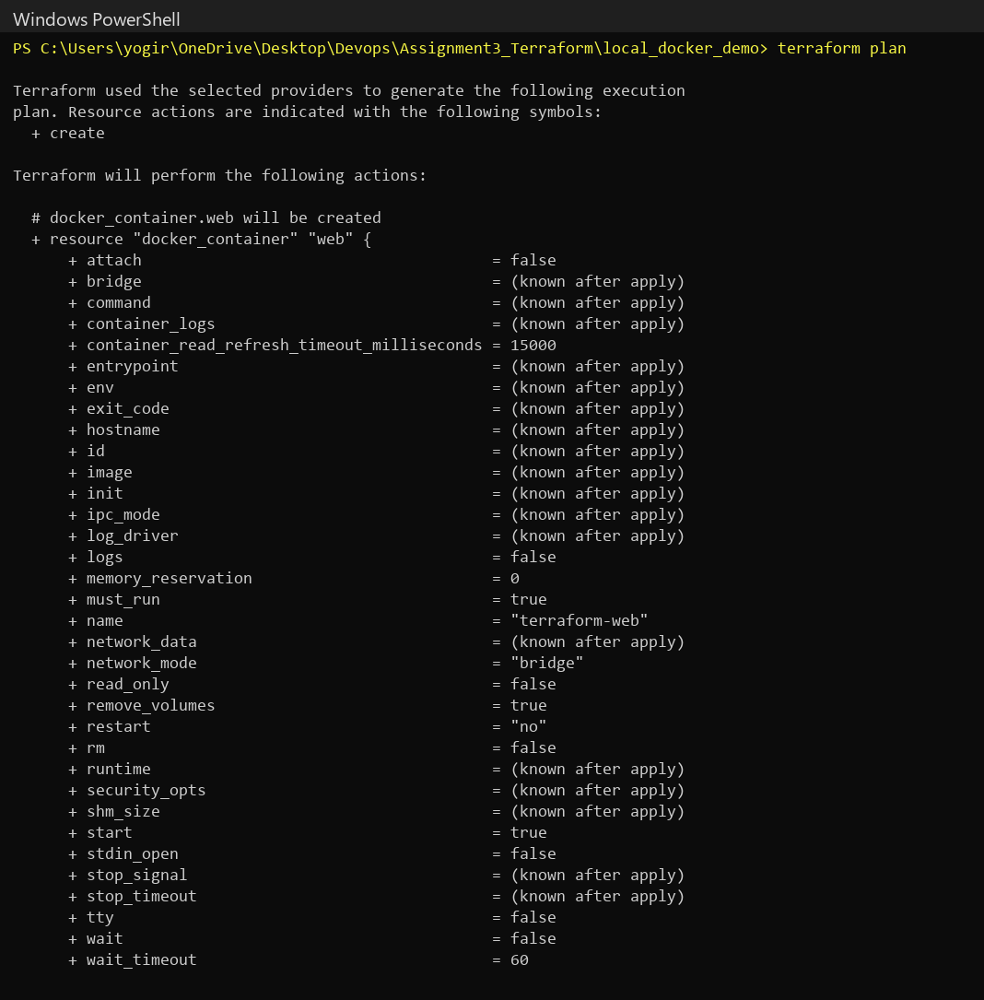 Windows PowerShell
PS C:\Users\yogir\OneDrive\Desktop\Devops\Assignment3_Terraform\local_docker_demo> terraform plan
Terraform used the selected providers to generate the following execution
plan. Resource actions are indicated with the following symbols:
  + create
Terraform will perform the following actions:
  # docker_container.web will be created
  + resource "docker_container" "web" {
      + attach                                      = false
      + bridge                                      = (known after apply)
      + command                                     = (known after apply)
      + container_logs                              = (known after apply)
      + container_read_refresh_timeout_milliseconds = 15000
      + entrypoint                                  = (known after apply)
      + env                                         = (known after apply)
      + exit_code                                   = (known after apply)
      + hostname                                    = (known after apply)
      + id                                          = (known after apply)
      + image                                       = (known after apply)
      + init                                        = (known after apply)
      + ipc_mode                                    = (known after apply)
      + log_driver                                  = (known after apply)
      + logs                                        = false
      + memory_reservation                          = 0
      + must_run                                    = true
      + name                                        = "terraform-web"
      + network_data                                = (known after apply)
      + network_mode                                = "bridge"
      + read_only                                   = false
      + remove_volumes                              = true
      + restart                                     = "no"
      + rm                                          = false
      + runtime                                     = (known after apply)
      + security_opts                               = (known after apply)
      + shm_size                                    = (known after apply)
      + start                                       = true
      + stdin_open                                  = false
      + stop_signal                                 = (known after apply)
      + stop_timeout                                = (known after apply)
      + tty                                         = false
      + wait                                        = false
      + wait_timeout                                = 60